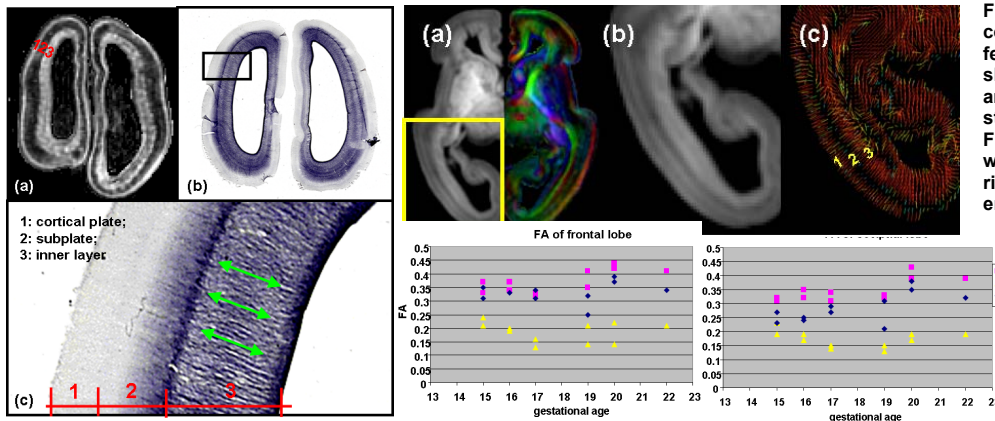 123
(a)
(b)
1: cortical plate;
2: subplate;
3: inner layer
1
2
3
(c)
(a)
(b)
(c)
1 2 3
FA of frontal lobe
FA
0.5
0.45
0.4
0.35
0.3
0.25
0.2
0.15
0.1
0.05
0
13 14 15 16 17 18 19 20 21 22 23
gestational age
0.5
0.45
0.4
0.35
0.3
0.25
0.2
0.15
0.1
0.05
0
13 14 15 16 17 18 19 20 21 22
gestational age